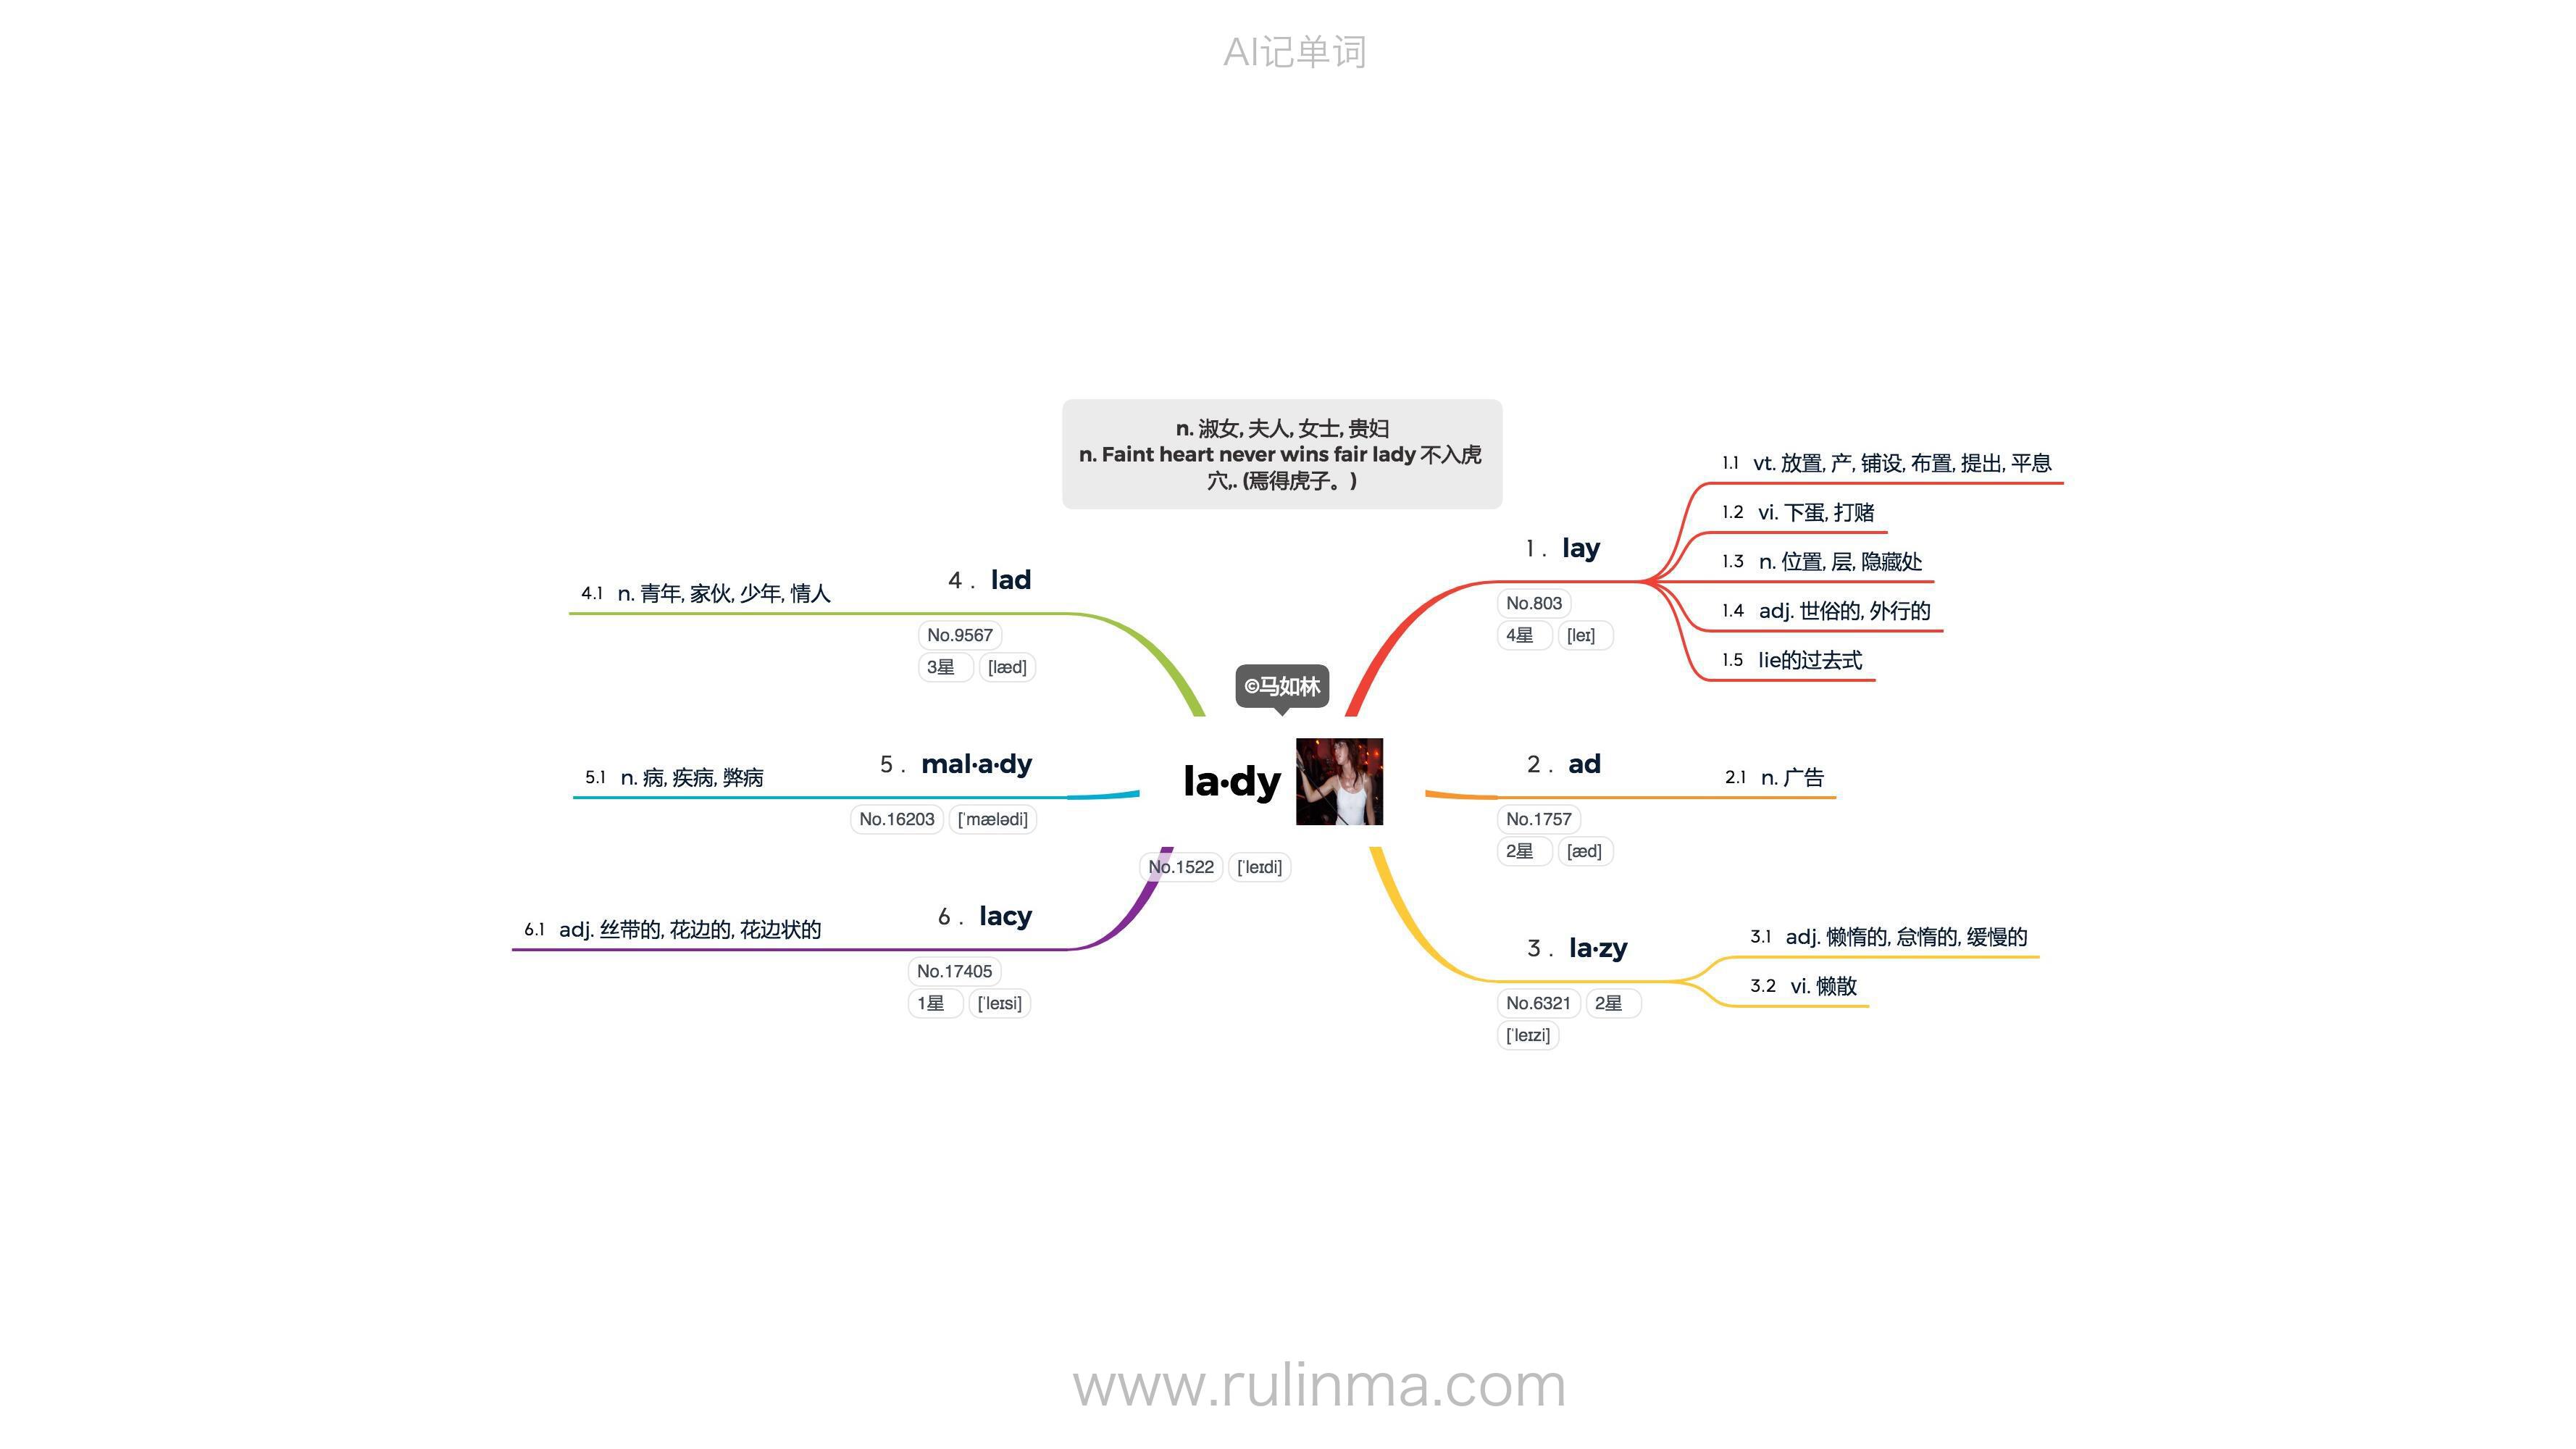 AI记单词
n. 淑女, 夫人, 女士, 贵妇
n. Faint heart never wins fair lady 不入虎
穴,. (焉得虎子。)
©马如林
la·dy
No.1522 [ˈleɪdi]
1 . lay
No.803
4星 [leɪ]
1.1 vt. 放置, 产, 铺设, 布置, 提出, 平息
1.2 vi. 下蛋, 打赌
1.3 n. 位置, 层, 隐藏处
1.4 adj. 世俗的, 外行的
1.5 lie的过去式
2 . ad
No.1757
2星 [æd]
2.1 n. 广告
3 . la·zy
No.6321 2星
[ˈleɪzi]
3.1 adj. 懒惰的, 怠惰的, 缓慢的
3.2 vi. 懒散
4 . lad
No.9567
3星 [læd]
4.1 n. 青年, 家伙, 少年, 情人
5 . mal·a·dy
No.16203 [ˈmælədi]
5.1 n. 病, 疾病, 弊病
6 . lacy
No.17405
1星 [ˈleɪsi]
6.1 adj. 丝带的, 花边的, 花边状的
www.rulinma.com